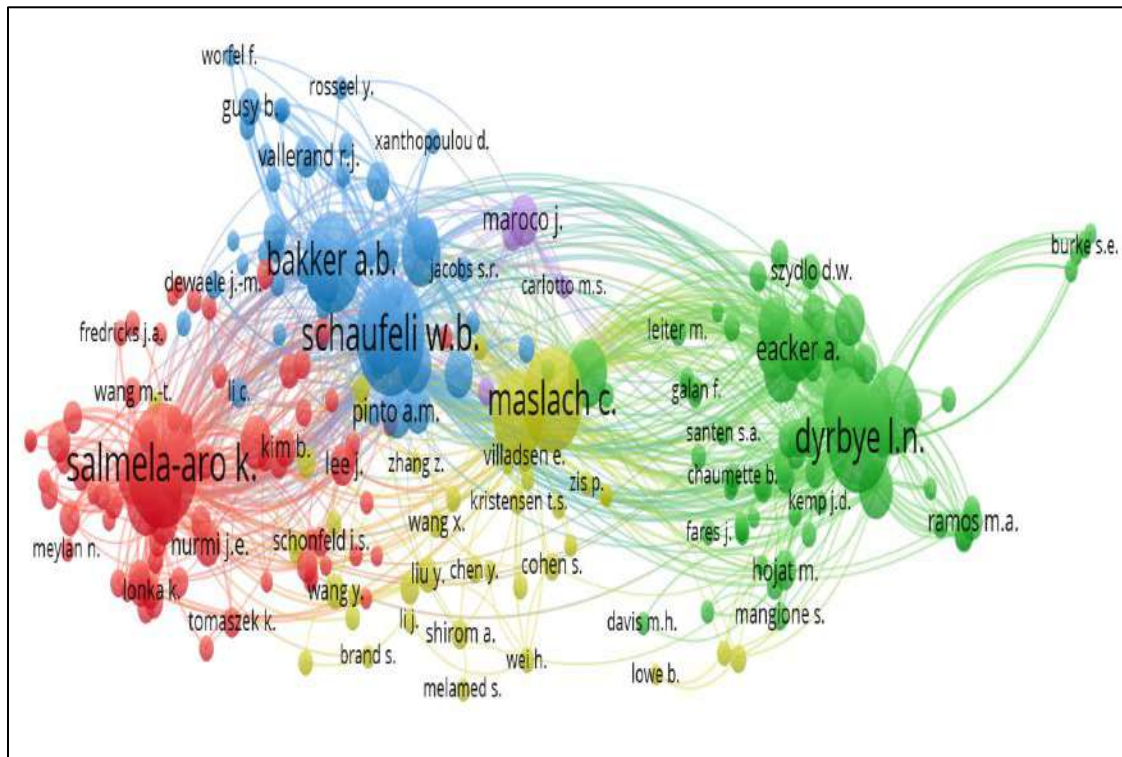 worfel f.
rosseel y.
gusy b.
xanthopoulou d.
vallerand r.j.
maroco j.
burke s.e.
bakker a.b.
jacobs s.r.
szydlo d.w.
dewaele j.-m.
carlotto m.s.
fredricks j.a.
schaufeli w.b.
leiter m.
eacker a.
wang m.-t.
li c.
galan f.
pinto a.m.
maslach c.
santen s.a.
dyrbye l.n.
salmela-aro k.
kim b.
lee j.
zhang z.
villadsen e.
zis p.
chaumette b.
kristensen t.s.
kemp j.d.
wang x.
fares j.
ramos m.a.
meylan n.
nurmi j.e.
schonfeld i.s.
liu y.
chen y.
cohen s.
hojat m.
lonka k.
wang y.
tomaszek k.
li j.
shirom a.
davis m.h.
mangione s.
brand s.
melamed s.
wei h.
lowe b.